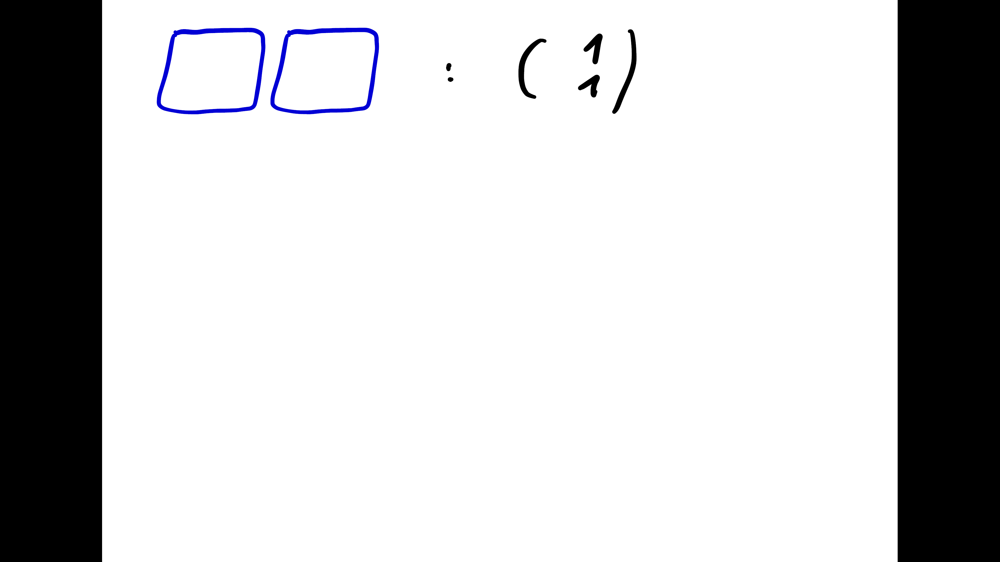 □□ : ( 1
1 )